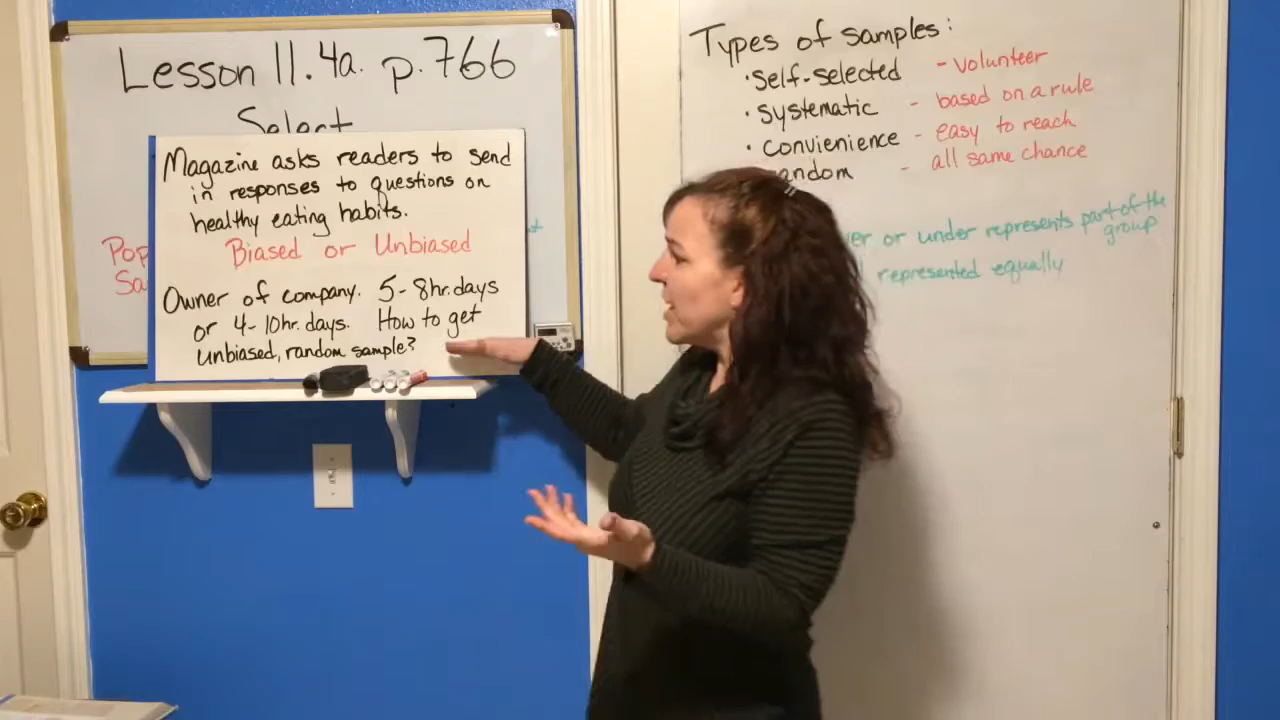 Lesson 11.4a. p.766
Select
Pop
Sa
Magazine asks readers to send
in responses to questions on
healthy eating habits.
Biased or Unbiased
Owner of company. 5-8hr.days
or 4-10hr.days. How to get
unbiased, random sample?
Types of samples:
• Self-selected - volunteer
• Systematic - based on a rule
• convienience - easy to reach
andom - all same chance
er or under represents part of the
group
represented equally